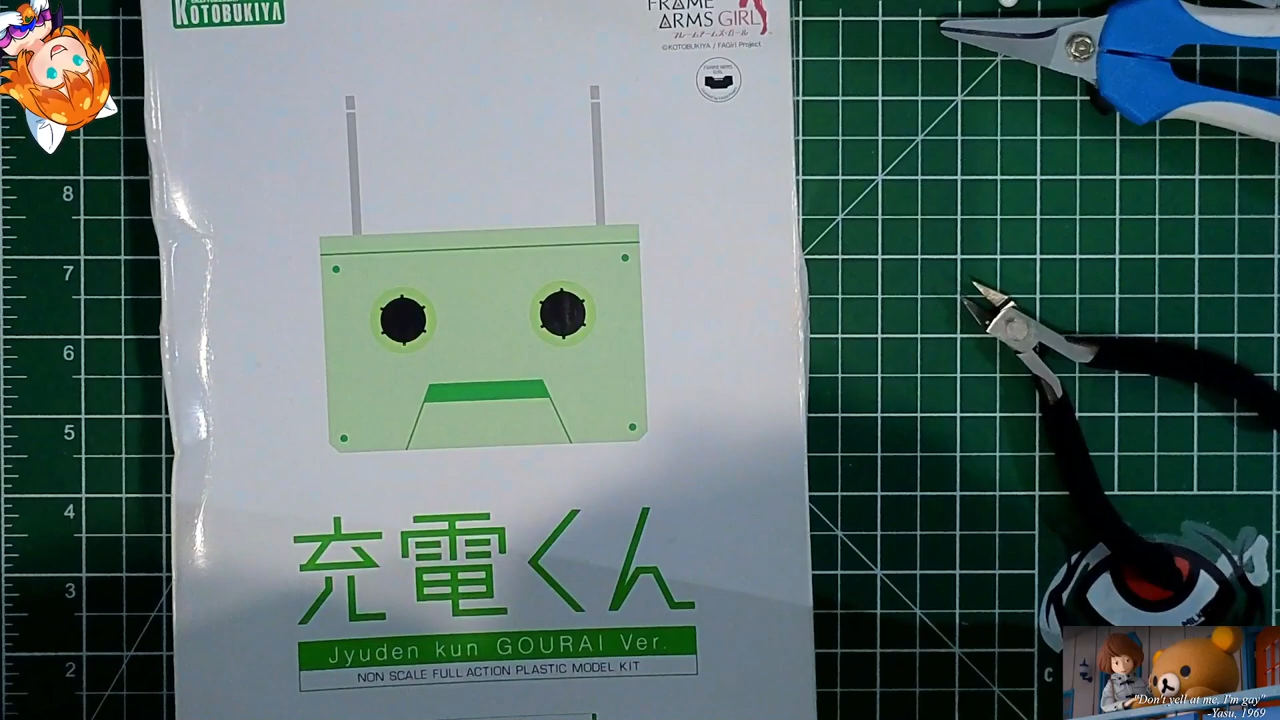 KOTOBUKIYA
FRAME
ARMS GIRL
フレームアームズ・ガール
©KOTOBUKIYA / FAGirl Project
8
7
6
5
4
3
2
充電くん
Jyuden kun GOURAI Ver.
NON SCALE FULL ACTION PLASTIC MODEL KIT
C
MILK
"Don't yell at me, I'm gay"
-Yasu, 1969